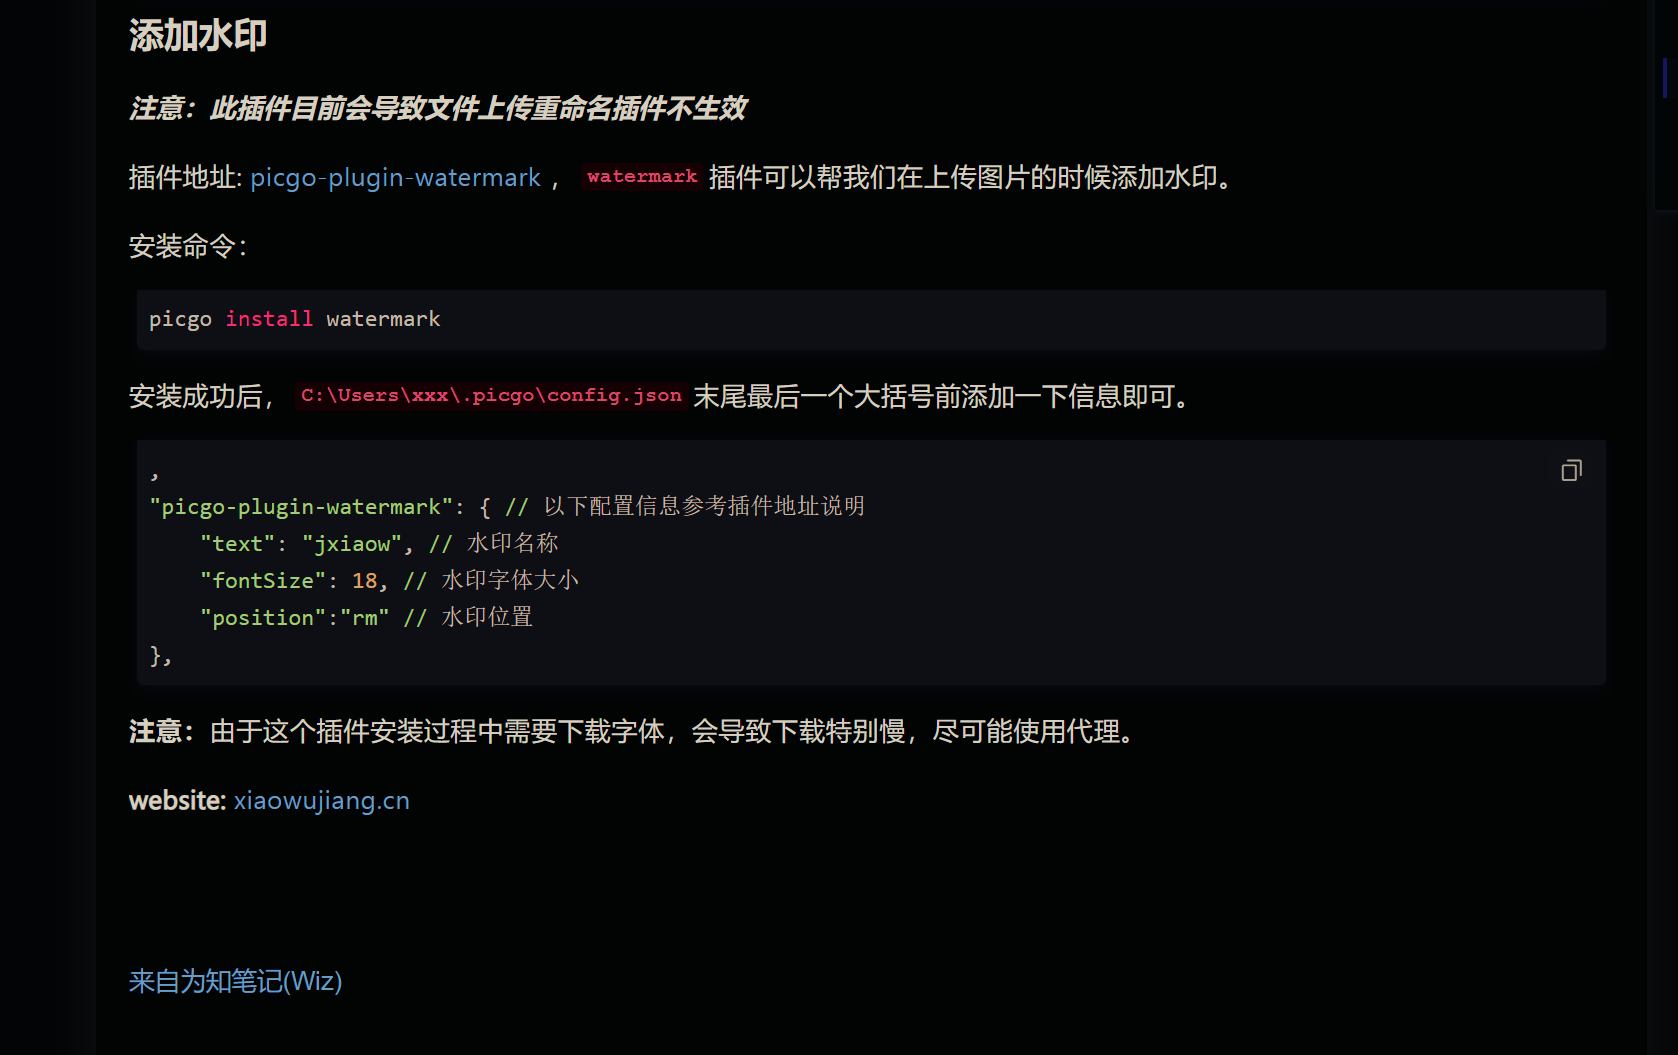 添加水印
注意：此插件目前会导致文件上传重命名插件不生效
插件地址: picgo-plugin-watermark ， watermark 插件可以帮我们在上传图片的时候添加水印。
安装命令：
picgo install watermark
安装成功后， C:\Users\xxx\.picgo\config.json 末尾最后一个大括号前添加一下信息即可。
,
"picgo-plugin-watermark": { // 以下配置信息参考插件地址说明
    "text": "jxiaow", // 水印名称
    "fontSize": 18, // 水印字体大小
    "position":"rm" // 水印位置
},
注意：由于这个插件安装过程中需要下载字体，会导致下载特别慢，尽可能使用代理。
website: xiaowujiang.cn
来自为知笔记(Wiz)